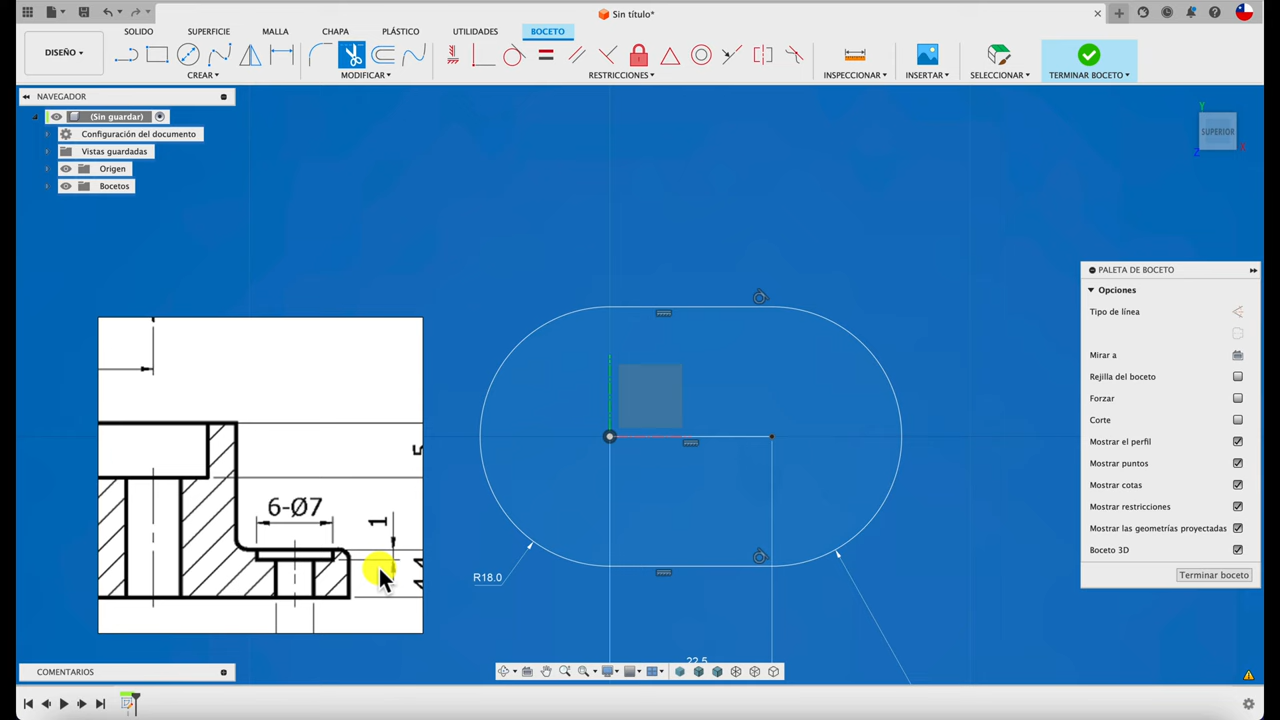 Sin título*
SOLIDO SUPERFICIE MALLA CHAPA PLÁSTICO UTILIDADES BOCETO
DISEÑO
CREAR MODIFICAR RESTRICCIONES INSPECCIONAR INSERTAR SELECCIONAR TERMINAR BOCETO
NAVEGADOR
(Sin guardar)
Configuración del documento
Vistas guardadas
Origen
Bocetos
Y
SUPERIOR
Z X
PALETA DE BOCETO
Opciones
Tipo de línea
Mirar a
Rejilla del boceto
Forzar
Corte
Mostrar el perfil
Mostrar puntos
Mostrar cotas
Mostrar restricciones
Mostrar las geometrías proyectadas
Boceto 3D
Terminar boceto
6-Ø7
1
R18.0
22.5
COMENTARIOS